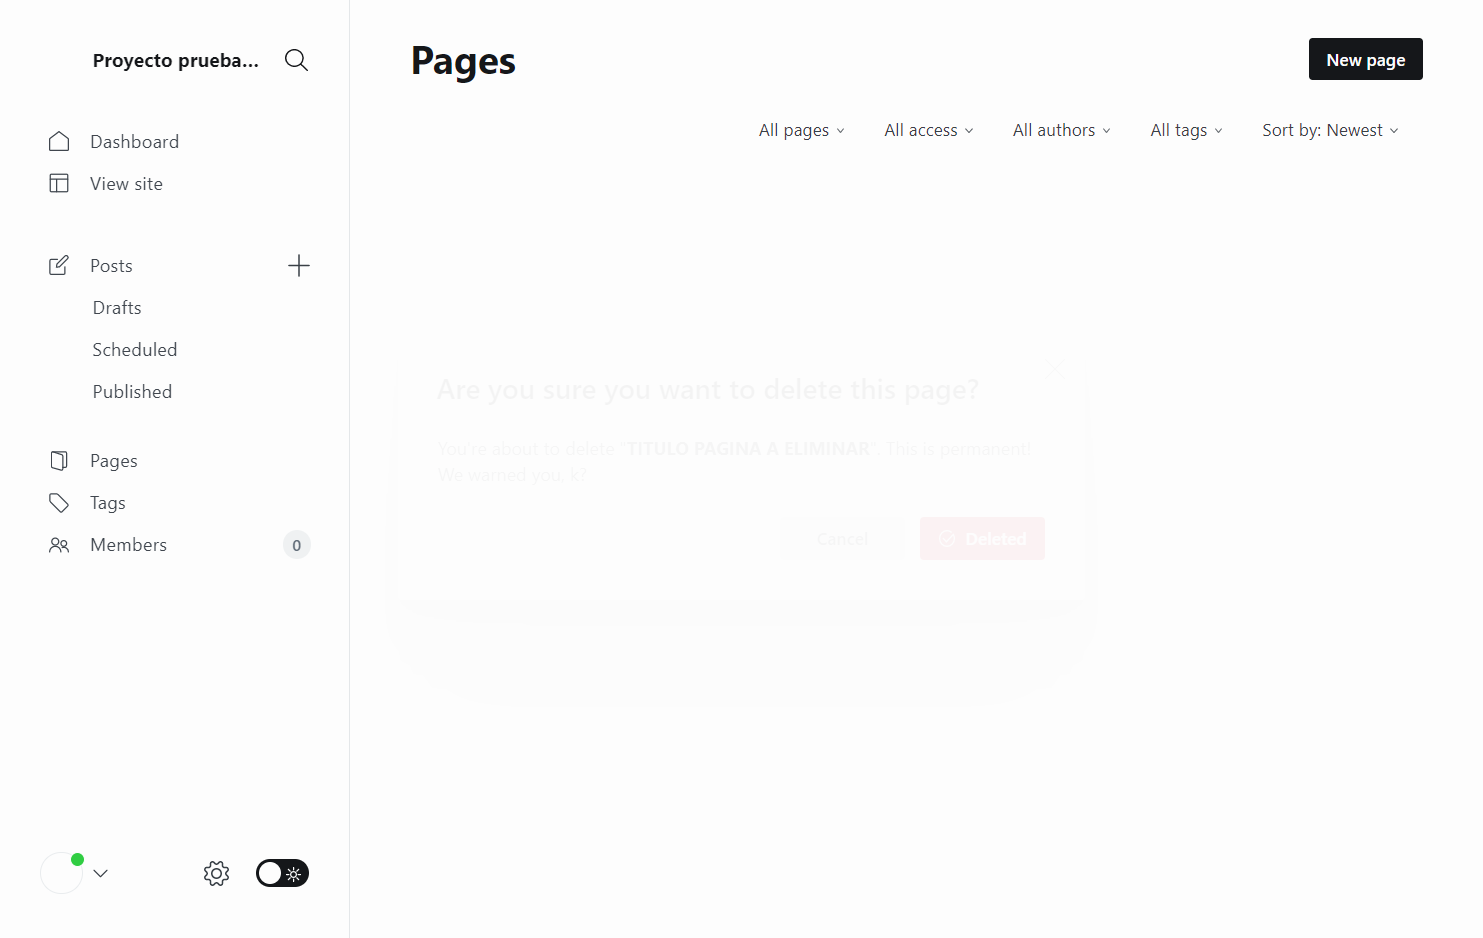 Proyecto prueba...
Dashboard
View site
Posts
Drafts
Scheduled
Published
Pages
Tags
Members
0
Pages
New page
All pages
All access
All authors
All tags
Sort by: Newest
Are you sure you want to delete this page?
You're about to delete "TITULO PAGINA A ELIMINAR". This is permanent!
We warned you, k?
Cancel
Deleted